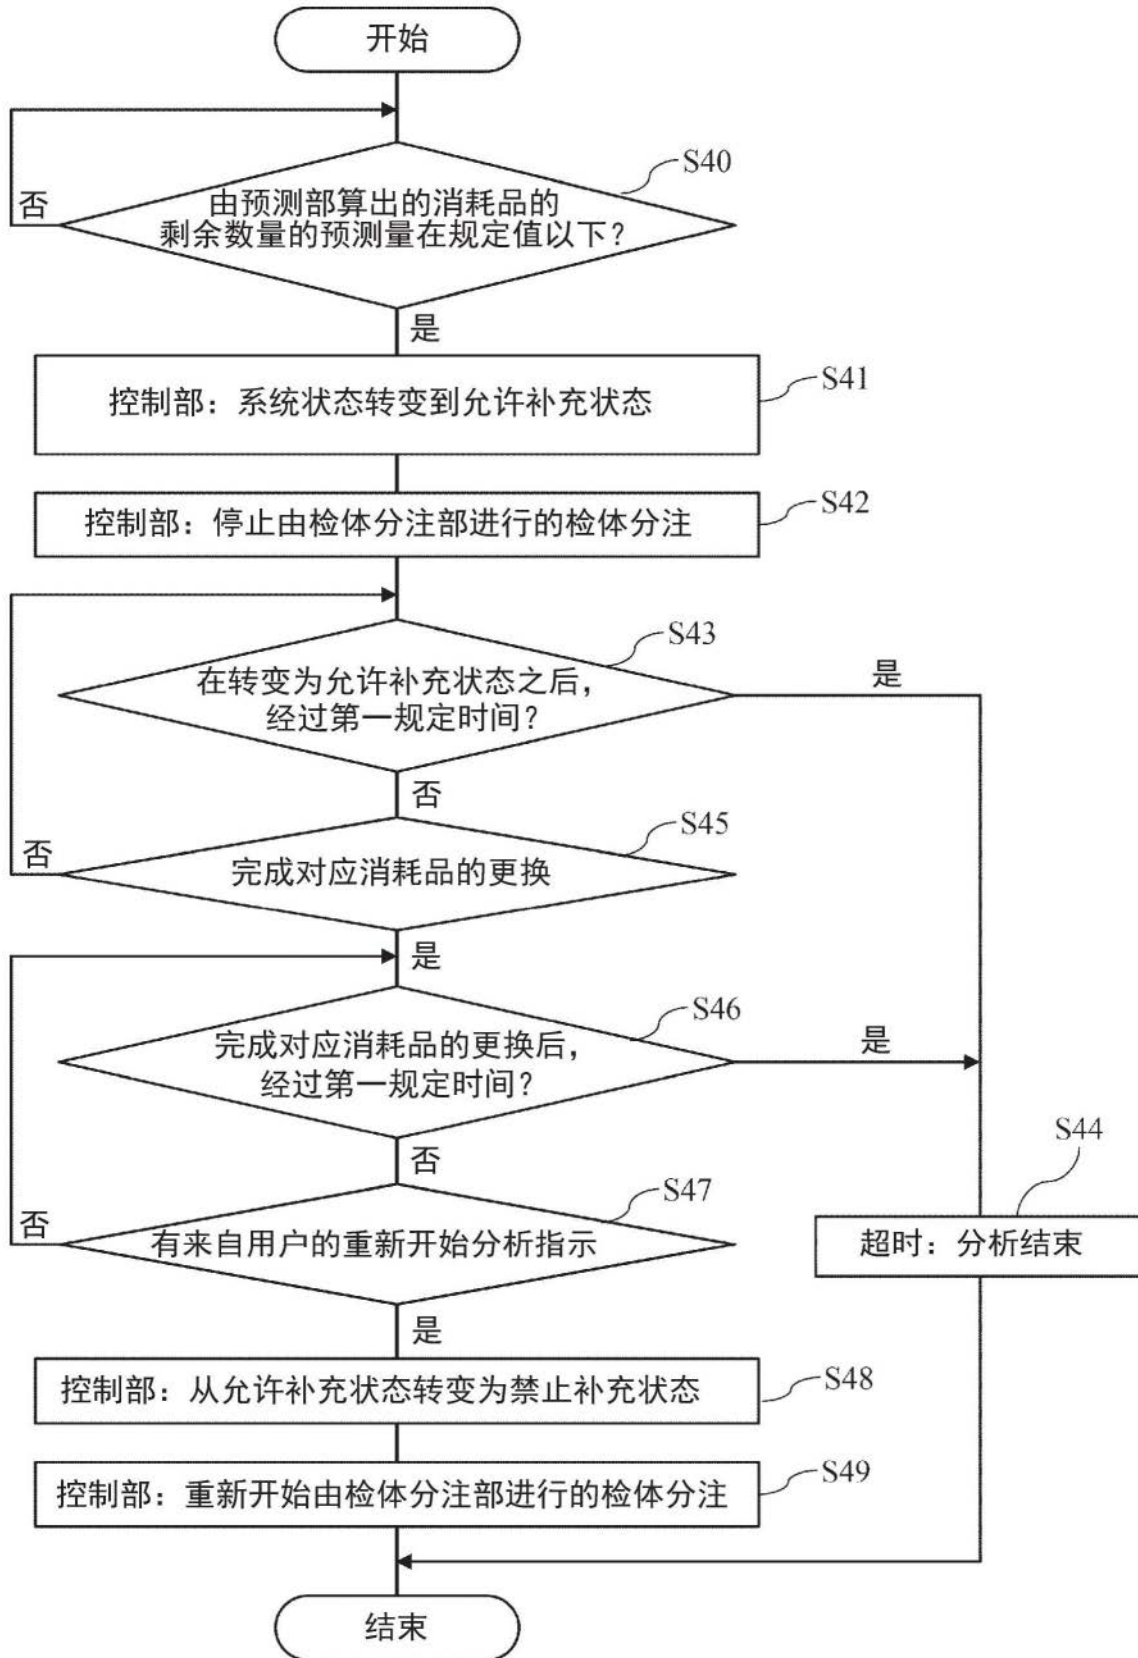 开始
S40
否
由预测部算出的消耗品的
剩余数量的预测量在规定值以下？
是
S41
控制部：系统状态转变到允许补充状态
S42
控制部：停止由检体分注部进行的检体分注
S43
在转变为允许补充状态之后，
经过第一规定时间？
是
否
S45
否
完成对应消耗品的更换
是
S46
完成对应消耗品的更换后，
经过第一规定时间？
是
否
S44
S47
否
有来自用户的重新开始分析指示
超时：分析结束
是
S48
控制部：从允许补充状态转变为禁止补充状态
S49
控制部：重新开始由检体分注部进行的检体分注
结束